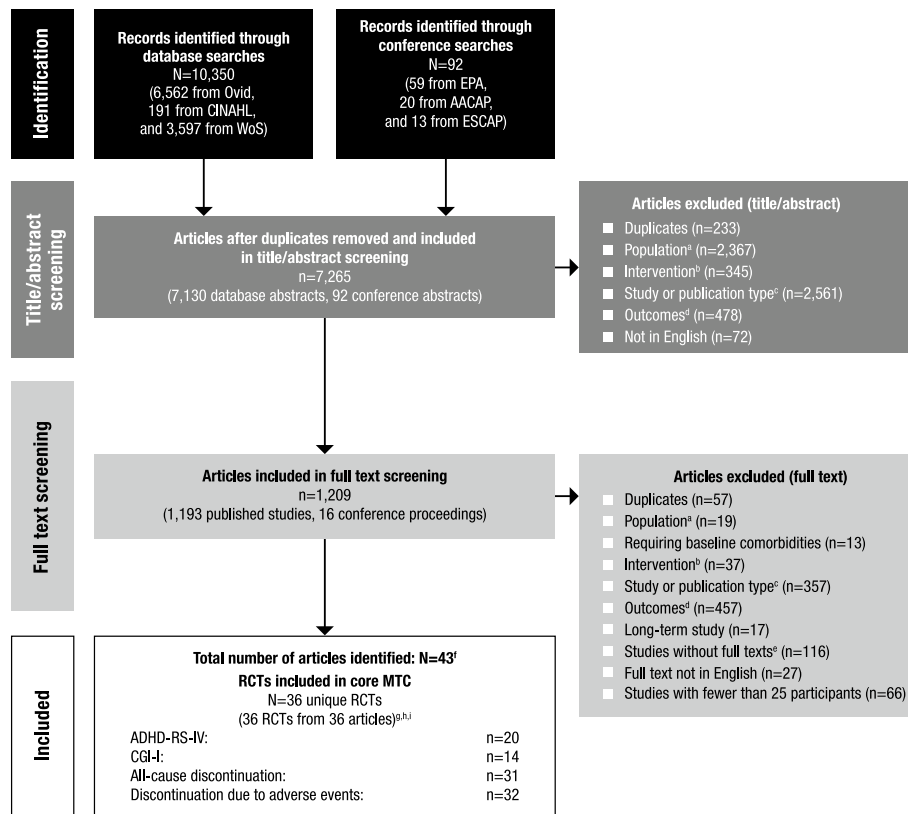 Identification
Records identified through
database searches
N=10,350
(6,562 from Ovid,
191 from CINAHL,
and 3,597 from WoS)
Records identified through
conference searches
N=92
(59 from EPA,
20 from AACAP,
and 13 from ESCAP)
Title/abstract
screening
Articles after duplicates removed and included
in title/abstract screening
n=7,265
(7,130 database abstracts, 92 conference abstracts)
Articles excluded (title/abstract)
Duplicates (n=233)
Populationᵃ (n=2,367)
Interventionᵇ (n=345)
Study or publication typeᶜ (n=2,561)
Outcomesᵈ (n=478)
Not in English (n=72)
Full text screening
Articles included in full text screening
n=1,209
(1,193 published studies, 16 conference proceedings)
Articles excluded (full text)
Duplicates (n=57)
Populationᵃ (n=19)
Requiring baseline comorbidities (n=13)
Interventionᵇ (n=37)
Study or publication typeᶜ (n=357)
Outcomesᵈ (n=457)
Long-term study (n=17)
Studies without full textsᵉ (n=116)
Full text not in English (n=27)
Studies with fewer than 25 participants (n=66)
Included
Total number of articles identified: N=43ᶠ
RCTs included in core MTC
N=36 unique RCTs
(36 RCTs from 36 articles)ᵍ,ʰ,ⁱ
ADHD-RS-IV: n=20
CGI-I: n=14
All-cause discontinuation: n=31
Discontinuation due to adverse events: n=32